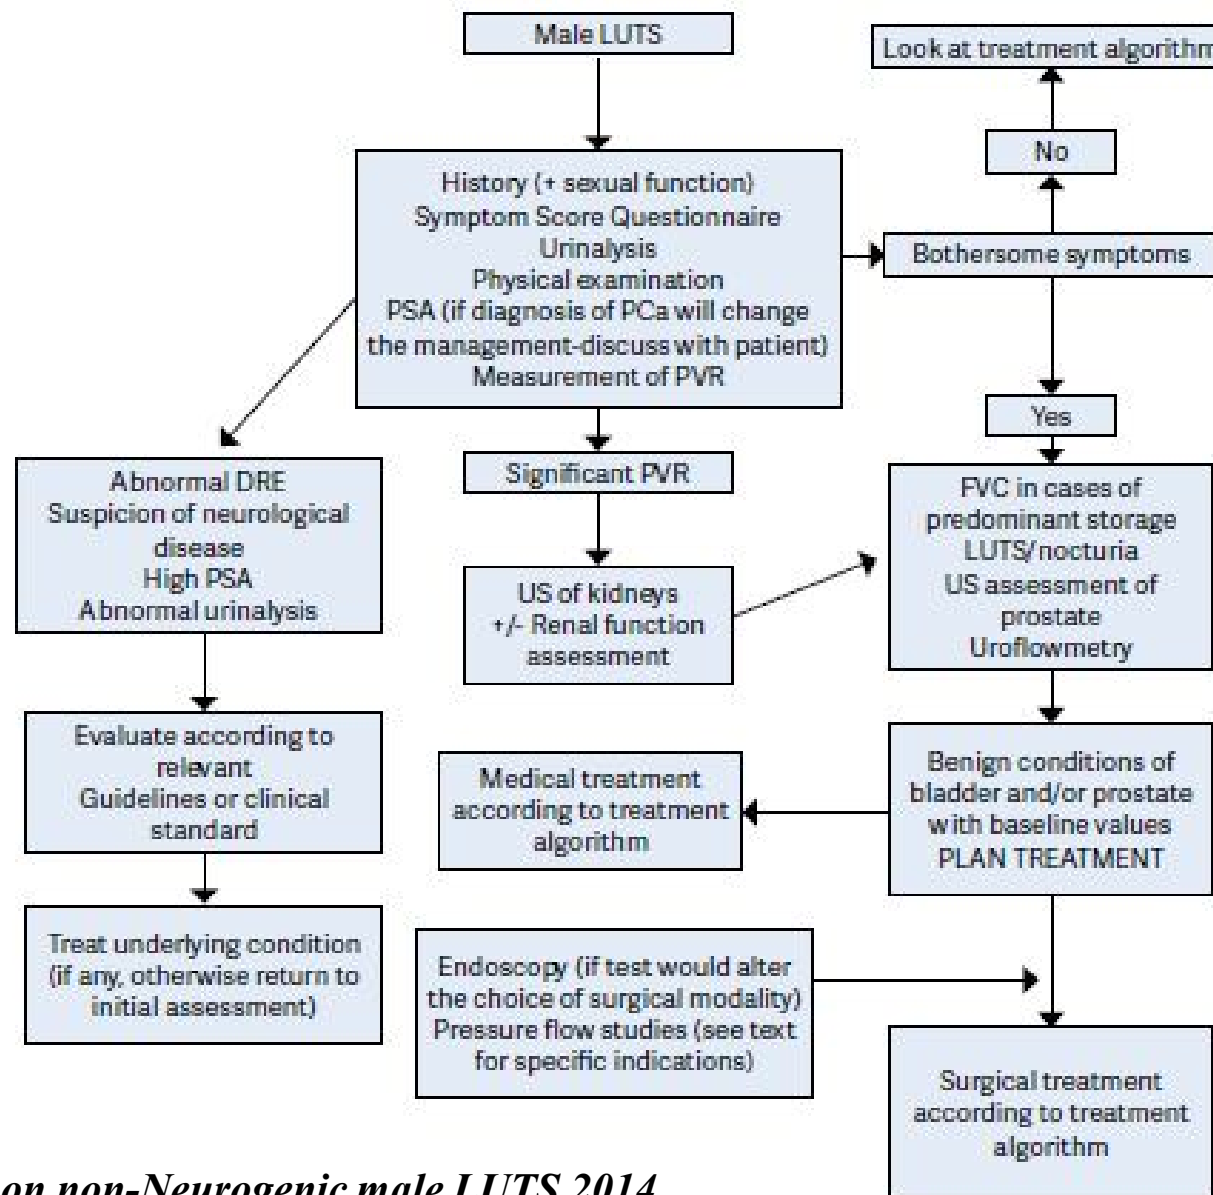 Male LUTS
Look at treatment algorithm
No
History (+ sexual function)
Symptom Score Questionnaire
Urinalysis
Physical examination
PSA (if diagnosis of PCa will change
the management-discuss with patient)
Measurement of PVR
Bothersome symptoms
Yes
Abnormal DRE
Suspicion of neurological
disease
High PSA
Abnormal urinalysis
Significant PVR
FVC in cases of
predominant storage
LUTS/nocturia
US assessment of
prostate
Uroflowmetry
US of kidneys
+/- Renal function
assessment
Evaluate according to
relevant
Guidelines or clinical
standard
Medical treatment
according to treatment
algorithm
Benign conditions of
bladder and/or prostate
with baseline values
PLAN TREATMENT
Treat underlying condition
(if any, otherwise return to
initial assessment)
Endoscopy (if test would alter
the choice of surgical modality)
Pressure flow studies (see text
for specific indications)
Surgical treatment
according to treatment
algorithm
on non-Neurogenic male LUTS 2014